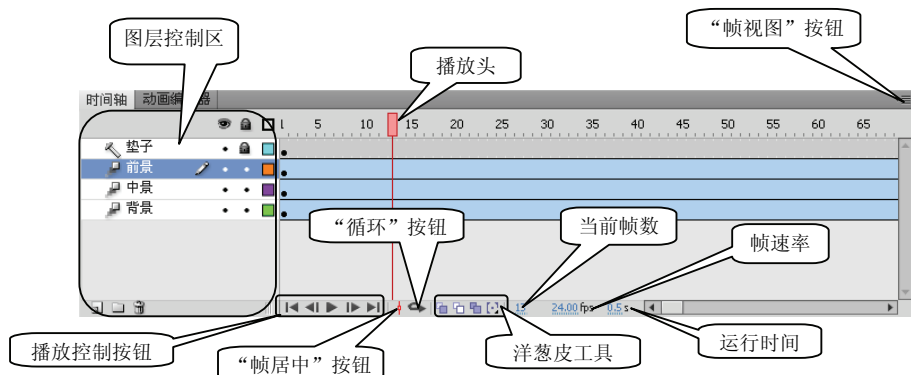 “帧视图”按钮
图层控制区
播放头
时间轴 动画编 器
1 5 10 15 20 25 30 35 40 45 50 55 60 65
垫子
前景
中景
背景
“循环”按钮
当前帧数
帧速率
13 24.00 fps 0.5 s
播放控制按钮
“帧居中”按钮
洋葱皮工具
运行时间